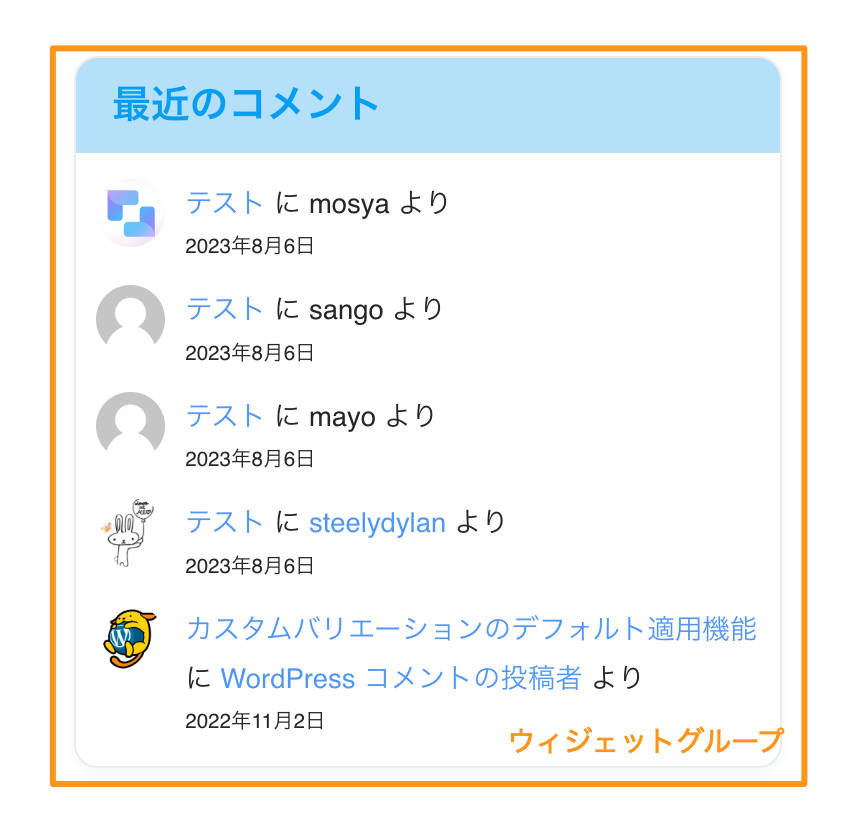 最近のコメント
テスト に mosya より
2023年8月6日
テスト に sango より
2023年8月6日
テスト に mayo より
2023年8月6日
テスト に steelydylan より
2023年8月6日
カスタムバリエーションのデフォルト適用機能
に WordPress コメントの投稿者 より
2022年11月2日
ウィジェットグループ